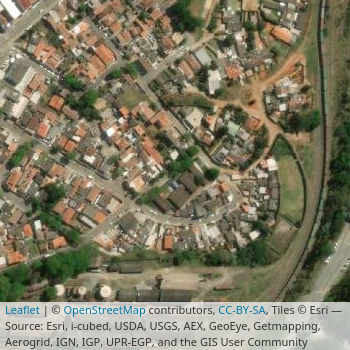 Leaflet | © OpenStreetMap contributors, CC-BY-SA, Tiles © Esri —
Source: Esri, i-cubed, USDA, USGS, AEX, GeoEye, Getmapping,
Aerogrid, IGN, IGP, UPR-EGP, and the GIS User Community